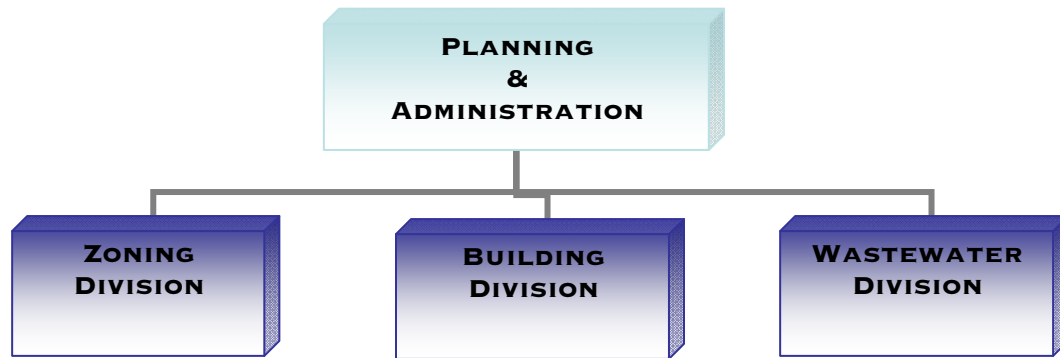 Planning
&
Administration
Zoning
Division
Building
Division
Wastewater
Division